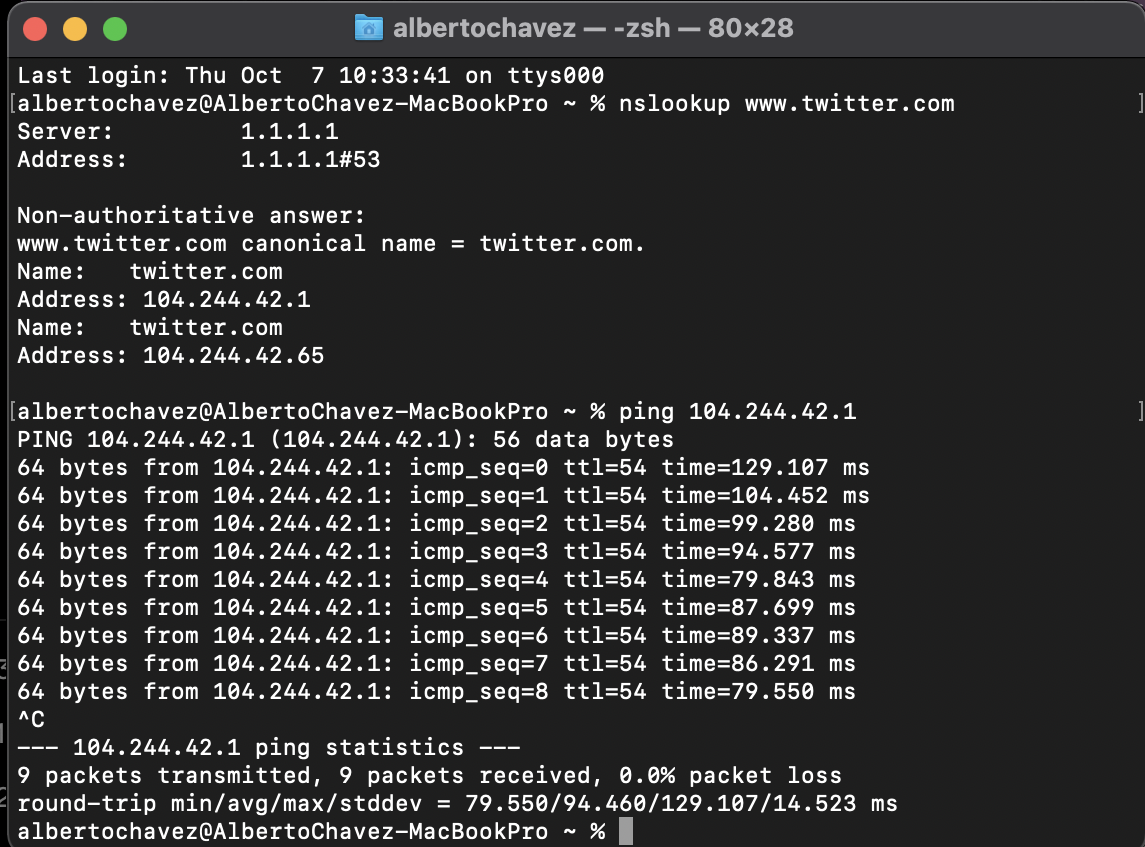 albertochavez — -zsh — 80×28
Last login: Thu Oct  7 10:33:41 on ttys000
[albertochavez@AlbertoChavez-MacBookPro ~ % nslookup www.twitter.com ]
Server:         1.1.1.1
Address:        1.1.1.1#53

Non-authoritative answer:
www.twitter.com canonical name = twitter.com.
Name:   twitter.com
Address: 104.244.42.1
Name:   twitter.com
Address: 104.244.42.65

[albertochavez@AlbertoChavez-MacBookPro ~ % ping 104.244.42.1 ]
PING 104.244.42.1 (104.244.42.1): 56 data bytes
64 bytes from 104.244.42.1: icmp_seq=0 ttl=54 time=129.107 ms
64 bytes from 104.244.42.1: icmp_seq=1 ttl=54 time=104.452 ms
64 bytes from 104.244.42.1: icmp_seq=2 ttl=54 time=99.280 ms
64 bytes from 104.244.42.1: icmp_seq=3 ttl=54 time=94.577 ms
64 bytes from 104.244.42.1: icmp_seq=4 ttl=54 time=79.843 ms
64 bytes from 104.244.42.1: icmp_seq=5 ttl=54 time=87.699 ms
64 bytes from 104.244.42.1: icmp_seq=6 ttl=54 time=89.337 ms
64 bytes from 104.244.42.1: icmp_seq=7 ttl=54 time=86.291 ms
64 bytes from 104.244.42.1: icmp_seq=8 ttl=54 time=79.550 ms
^C
--- 104.244.42.1 ping statistics ---
9 packets transmitted, 9 packets received, 0.0% packet loss
round-trip min/avg/max/stddev = 79.550/94.460/129.107/14.523 ms
albertochavez@AlbertoChavez-MacBookPro ~ %